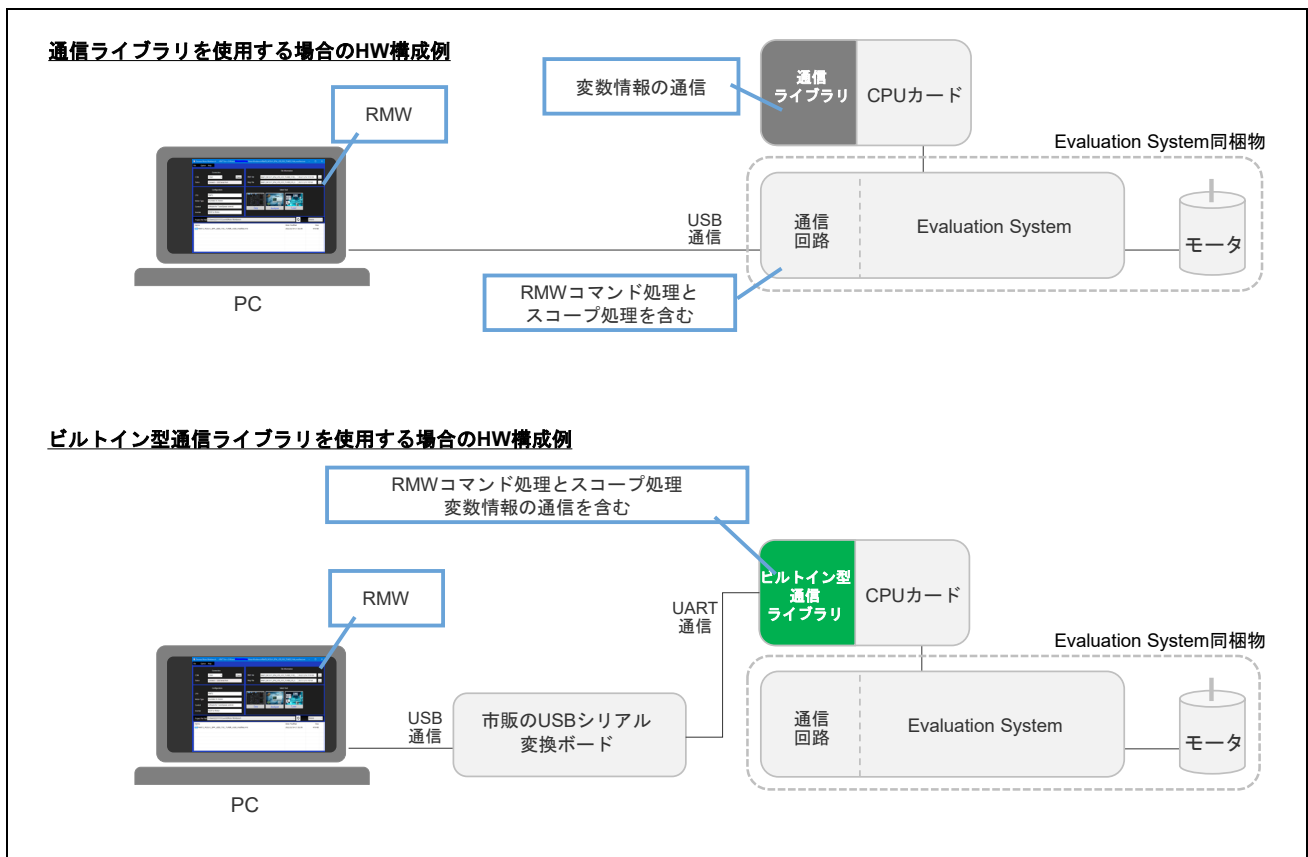 通信ライブラリを使用する場合のHW構成例
変数情報の通信
通信
ライブラリ
CPUカード
RMW
Evaluation System同梱物
USB
通信
通信
回路
Evaluation System
モータ
RMWコマンド処理と
スコープ処理を含む
PC
ビルトイン型通信ライブラリを使用する場合のHW構成例
RMWコマンド処理とスコープ処理
変数情報の通信を含む
ビルトイン型
通信
ライブラリ
CPUカード
RMW
UART
通信
Evaluation System同梱物
USB
通信
市販のUSBシリアル
変換ボード
通信
回路
Evaluation System
モータ
PC